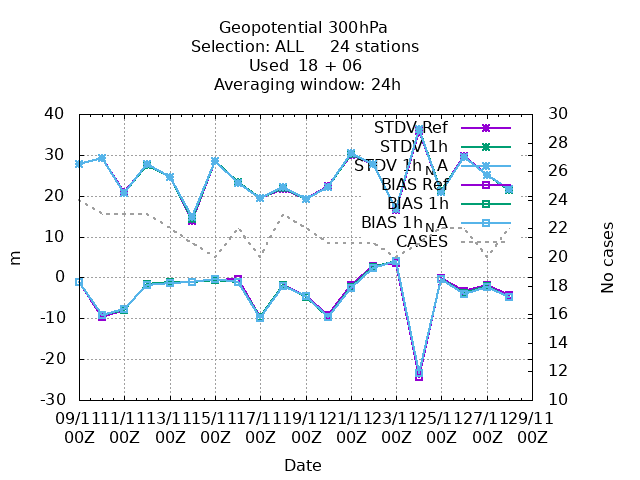 Geopotential 300hPa
Selection: ALL 24 stations
Used 18 + 06
Averaging window: 24h
40 30
30 28
20 26
10 24
0 22
-10 20
-20 18
-30 16
14
12
10
STDV Ref
STDV 1h
STDV 1h_NA
BIAS Ref
BIAS 1h
BIAS 1h_NA
CASES
m
No cases
09/11 11/11 13/11 15/11 17/11 19/11 21/11 23/11 25/11 27/11 29/11
00Z 00Z 00Z 00Z 00Z 00Z 00Z 00Z 00Z 00Z 00Z
Date